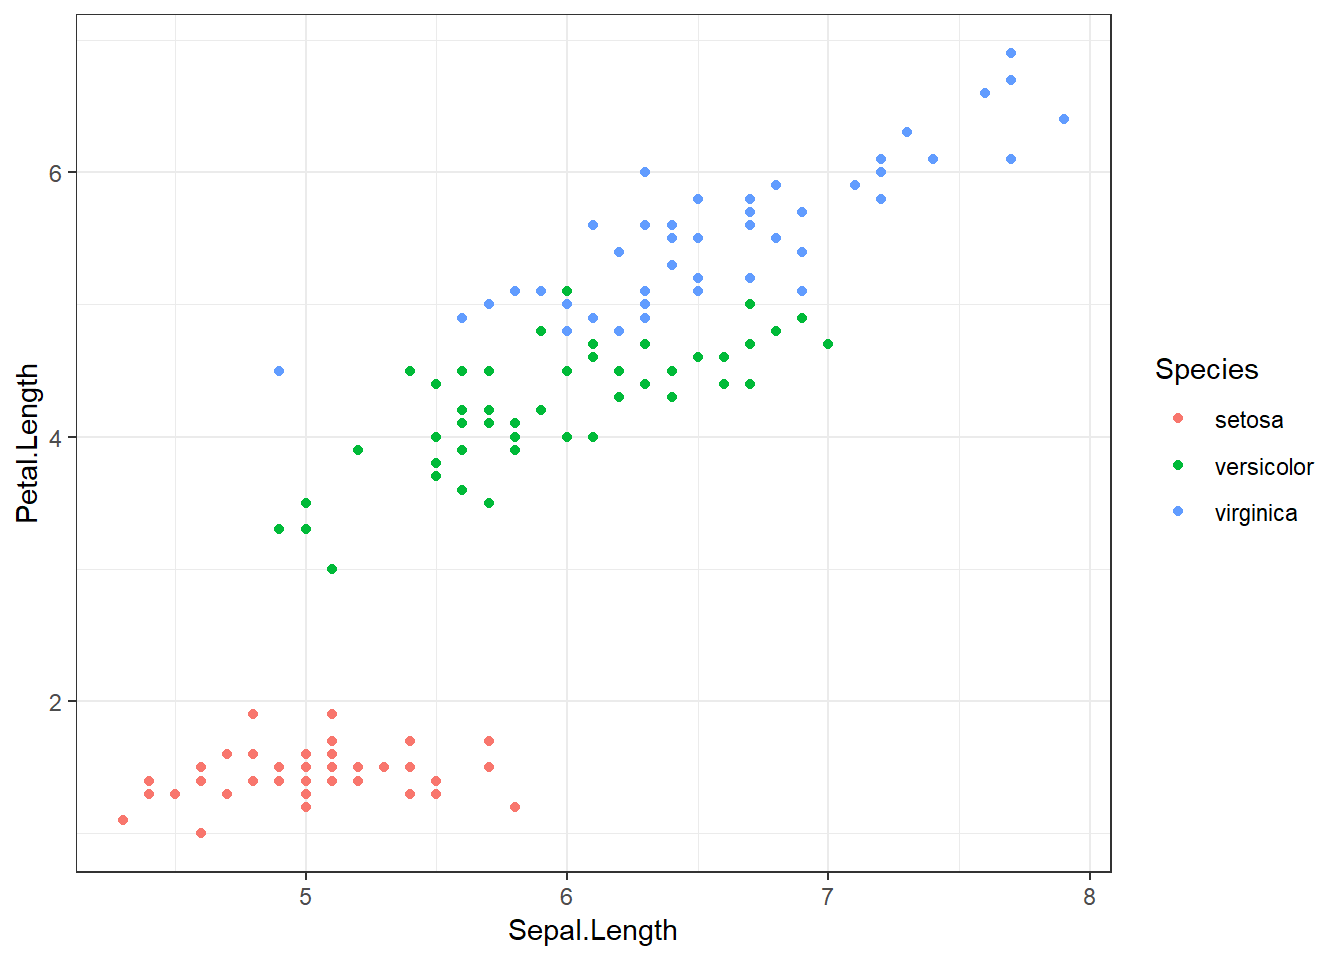 6
4
2
Petal.Length
5 6 7 8
Sepal.Length
Species
setosa
versicolor
virginica